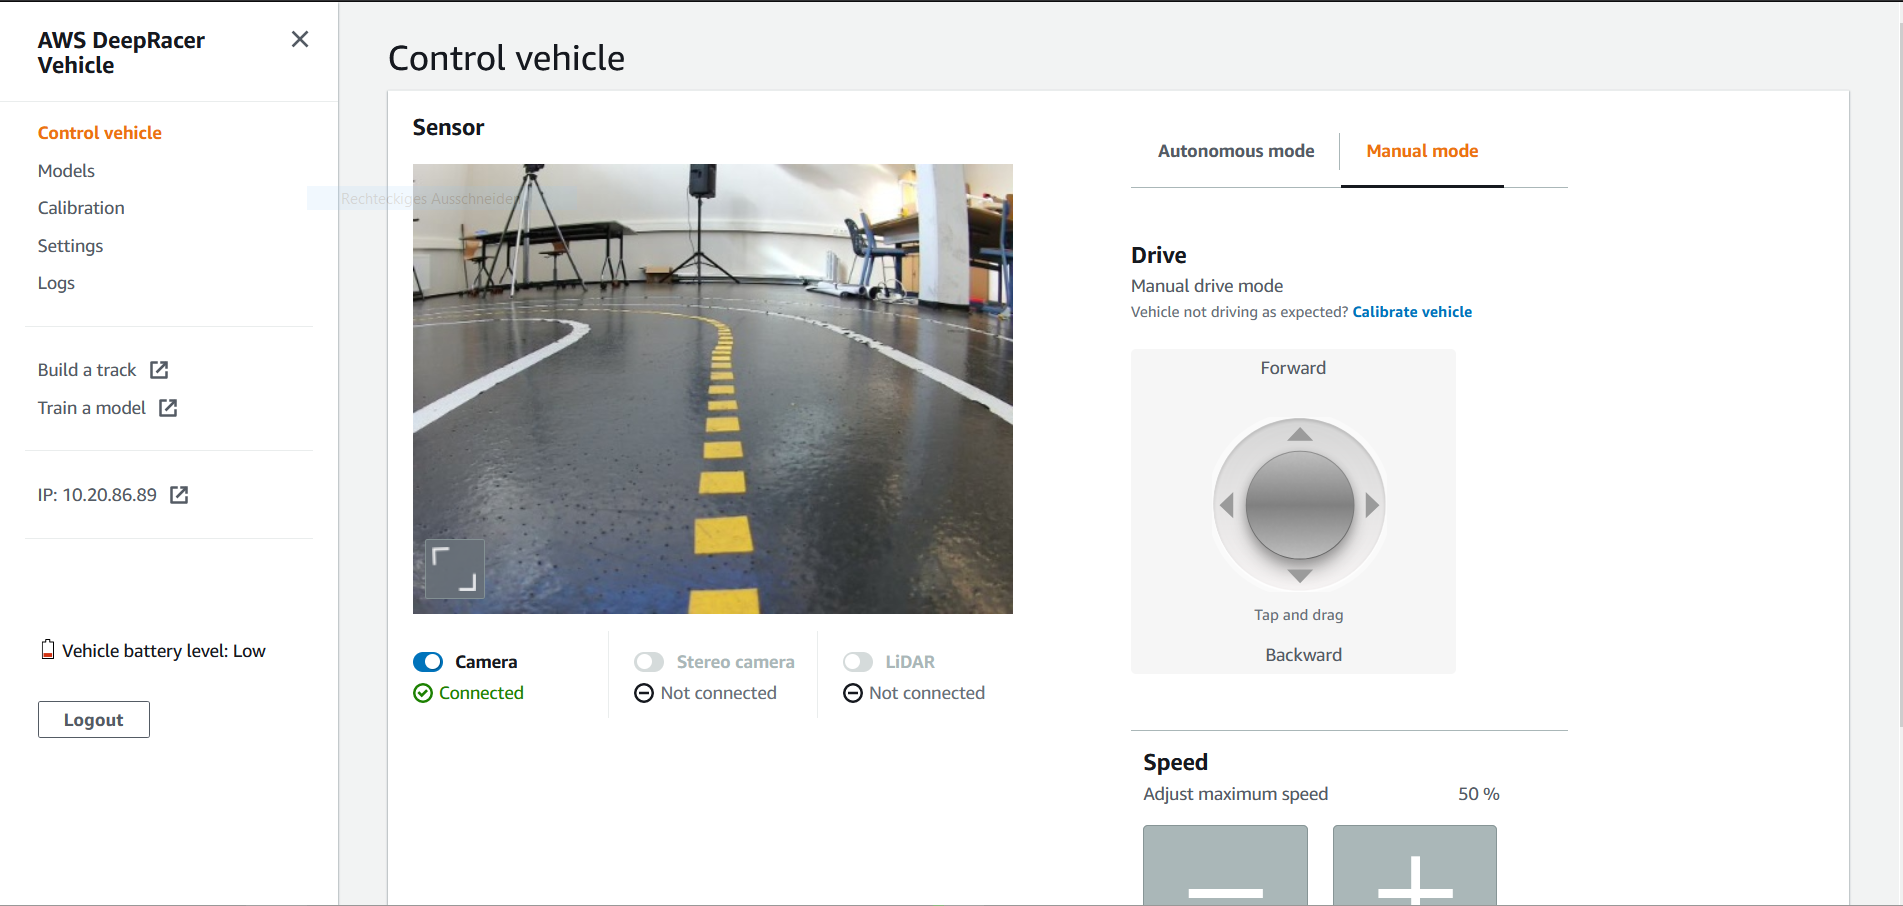 AWS DeepRacer
Vehicle
Control vehicle
Models
Calibration
Settings
Logs
Build a track
Train a model
IP: 10.20.86.89
Vehicle battery level: Low
Logout
Control vehicle
Sensor
Rechteckiges Ausschneiden
Camera
Connected
Stereo camera
Not connected
LiDAR
Not connected
Autonomous mode
Manual mode
Drive
Manual drive mode
Vehicle not driving as expected? Calibrate vehicle
Forward
Tap and drag
Backward
Speed
Adjust maximum speed 50 %